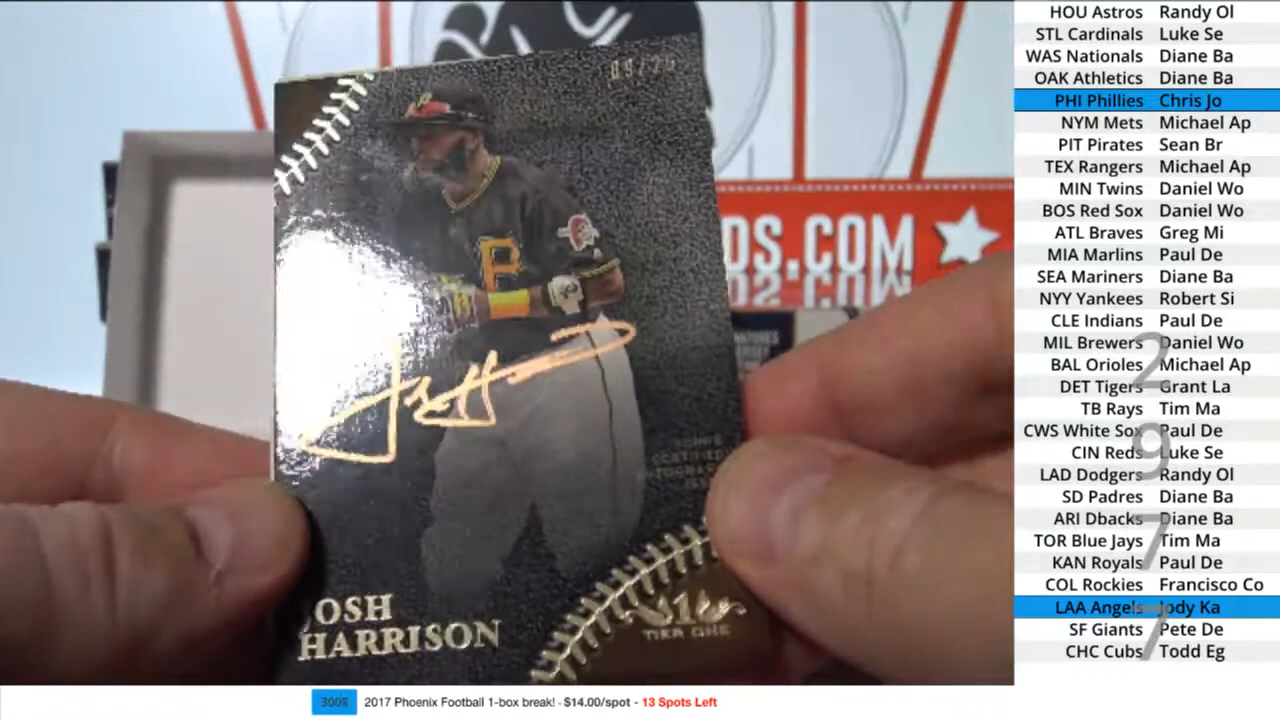 09/25
DS.COM
TOPPS
CERTIFIED
AUTOGRAPH
ISSUE
JOSH
HARRISON
1
TIER ONE
HOU Astros Randy Ol
STL Cardinals Luke Se
WAS Nationals Diane Ba
OAK Athletics Diane Ba
PHI Phillies Chris Jo
NYM Mets Michael Ap
PIT Pirates Sean Br
TEX Rangers Michael Ap
MIN Twins Daniel Wo
BOS Red Sox Daniel Wo
ATL Braves Greg Mi
MIA Marlins Paul De
SEA Mariners Diane Ba
NYY Yankees Robert Si
CLE Indians Paul De
MIL Brewers Daniel Wo
BAL Orioles Michael Ap
DET Tigers Grant La
TB Rays Tim Ma
CWS White Sox Paul De
CIN Reds Luke Se
LAD Dodgers Randy Ol
SD Padres Diane Ba
ARI Dbacks Diane Ba
TOR Blue Jays Tim Ma
KAN Royals Paul De
COL Rockies Francisco Co
LAA Angels Jody Ka
SF Giants Pete De
CHC Cubs Todd Eg
2977
3008 2017 Phoenix Football 1-box break! - $14.00/spot - 13 Spots Left